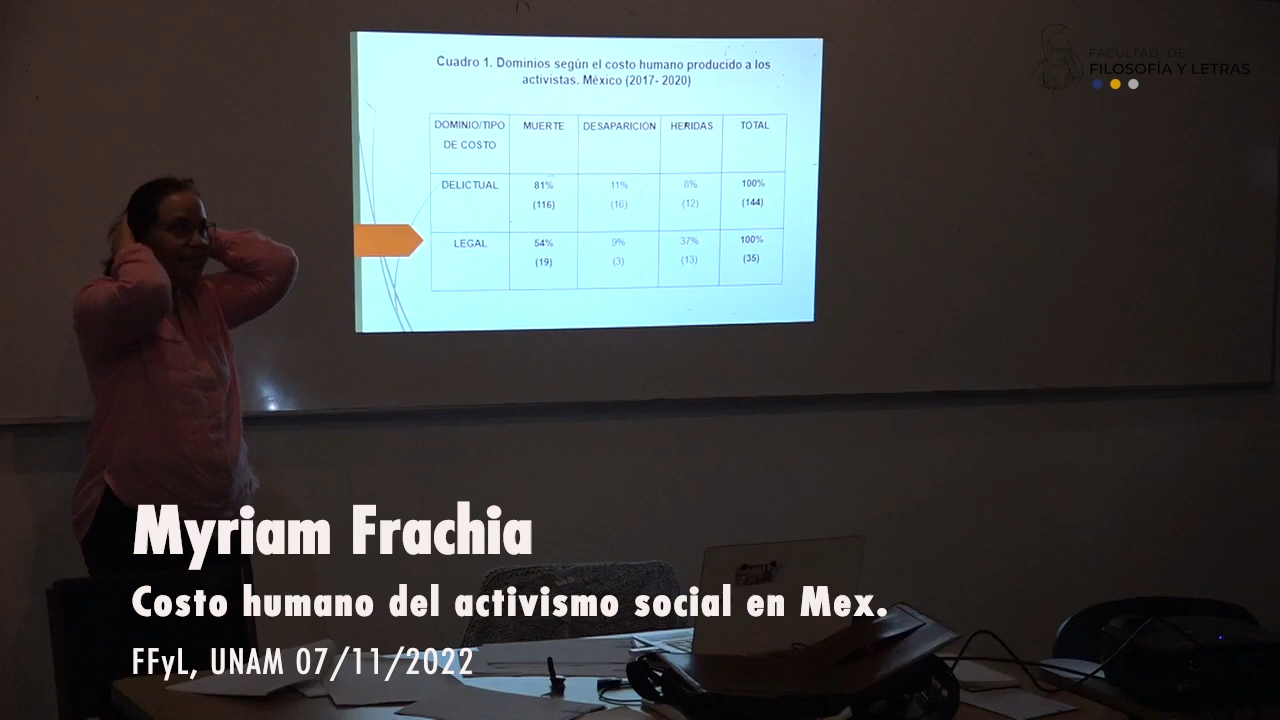 FACULTAD DE
FILOSOFÍA Y LETRAS
Cuadro 1. Dominios según el costo humano producido a los
activistas. México (2017- 2020)
DOMINIO/TIPO DE COSTO MUERTE DESAPARICION HERIDAS TOTAL
DELICTUAL 81% 11% 8% 100%
(116) (16) (12) (144)
LEGAL 54% 9% 37% 100%
(19) (3) (13) (35)
Myriam Frachia
Costo humano del activismo social en Mex.
FFyL, UNAM 07/11/2022